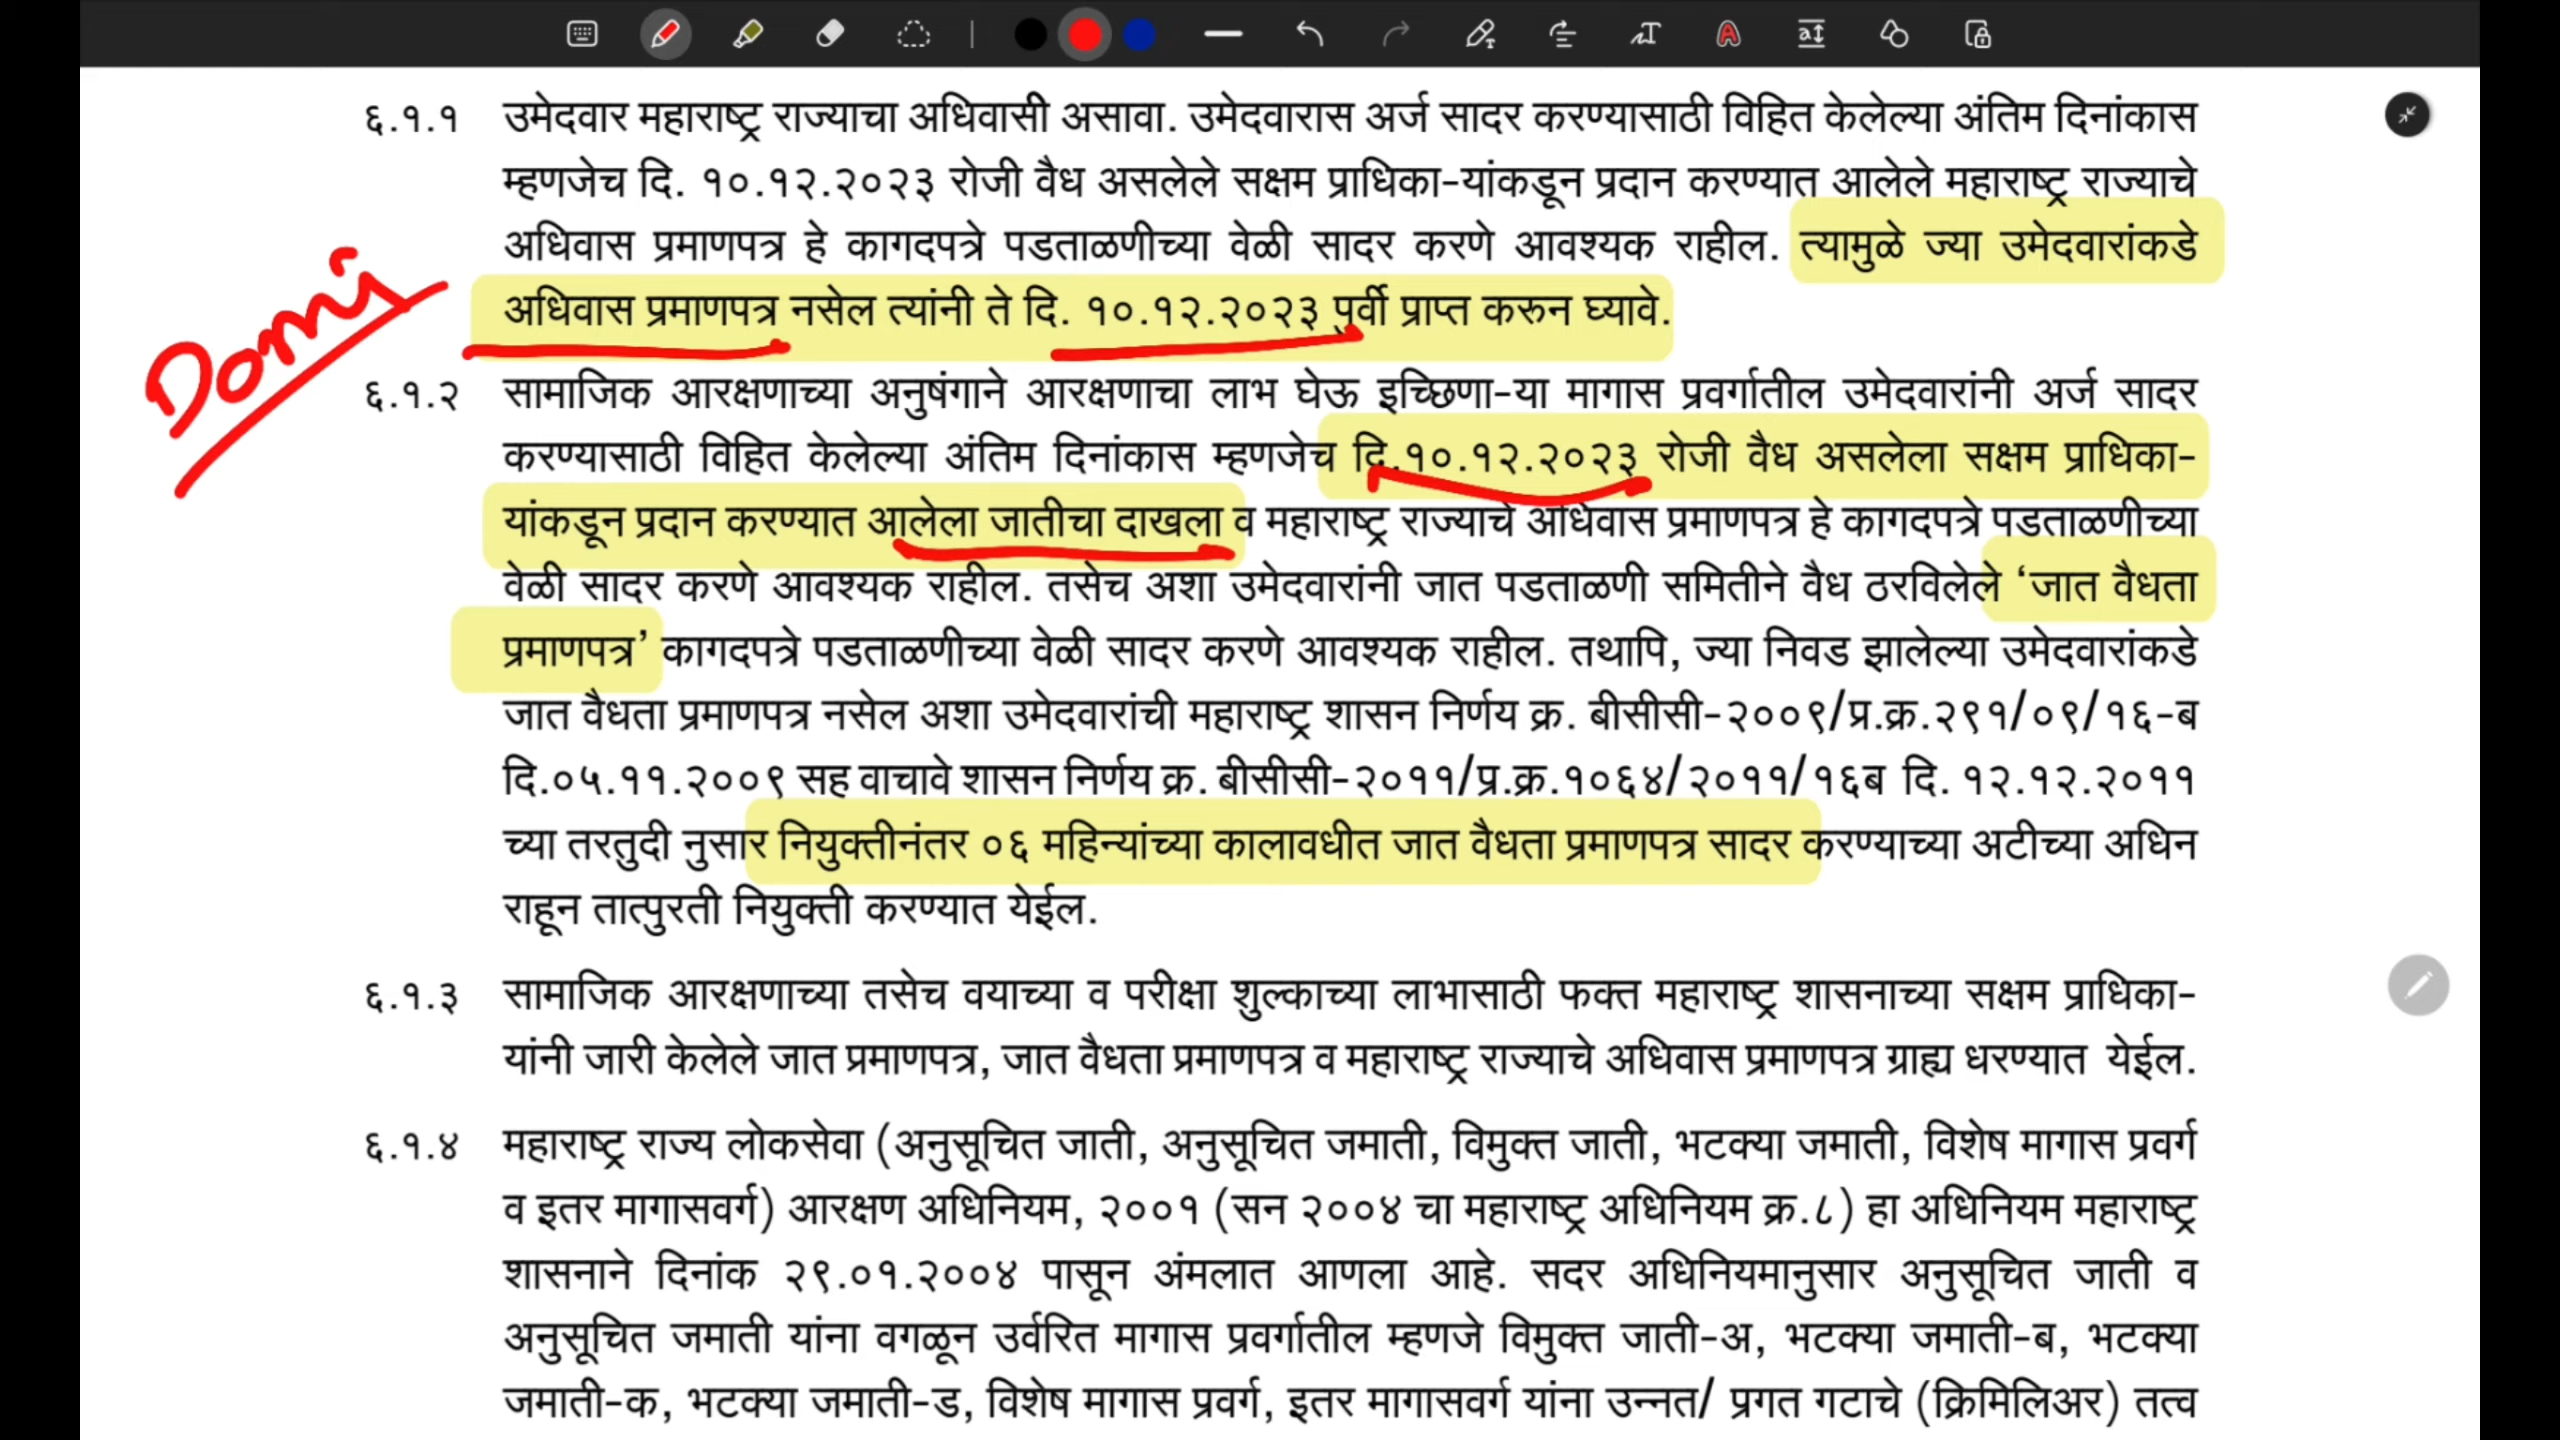 ६.१.१ उमेदवार महाराष्ट्र राज्याचा अधिवासी असावा. उमेदवारास अर्ज सादर करण्यासाठी विहित केलेल्या अंतिम दिनांकास
म्हणजेच दि. १०.१२.२०२३ रोजी वैध असलेले सक्षम प्राधिका-यांकडून प्रदान करण्यात आलेले महाराष्ट्र राज्याचे
अधिवास प्रमाणपत्र हे कागदपत्रे पडताळणीच्या वेळी सादर करणे आवश्यक राहील. त्यामुळे ज्या उमेदवारांकडे
अधिवास प्रमाणपत्र नसेल त्यांनी ते दि. १०.१२.२०२३ पुर्वी प्राप्त करुन घ्यावे.
Domi
६.१.२ सामाजिक आरक्षणाच्या अनुषंगाने आरक्षणाचा लाभ घेऊ इच्छिणा-या मागास प्रवर्गातील उमेदवारांनी अर्ज सादर
करण्यासाठी विहित केलेल्या अंतिम दिनांकास म्हणजेच दि.१०.१२.२०२३ रोजी वैध असलेला सक्षम प्राधिका-
यांकडून प्रदान करण्यात आलेला जातीचा दाखला व महाराष्ट्र राज्याचे अधिवास प्रमाणपत्र हे कागदपत्रे पडताळणीच्या
वेळी सादर करणे आवश्यक राहील. तसेच अशा उमेदवारांनी जात पडताळणी समितीने वैध ठरविलेले ‘जात वैधता
प्रमाणपत्र’ कागदपत्रे पडताळणीच्या वेळी सादर करणे आवश्यक राहील. तथापि, ज्या निवड झालेल्या उमेदवारांकडे
जात वैधता प्रमाणपत्र नसेल अशा उमेदवारांची महाराष्ट्र शासन निर्णय क्र. बीसीसी-२००९/प्र.क्र.२९१/०९/१६-ब
दि.०५.११.२००९ सह वाचावे शासन निर्णय क्र. बीसीसी-२०११/प्र.क्र.१०६४/२०११/१६ब दि. १२.१२.२०११
च्या तरतुदी नुसार नियुक्तीनंतर ०६ महिन्यांच्या कालावधीत जात वैधता प्रमाणपत्र सादर करण्याच्या अटीच्या अधिन
राहून तात्पुरती नियुक्ती करण्यात येईल.
६.१.३ सामाजिक आरक्षणाच्या तसेच वयाच्या व परीक्षा शुल्काच्या लाभासाठी फक्त महाराष्ट्र शासनाच्या सक्षम प्राधिका-
यांनी जारी केलेले जात प्रमाणपत्र, जात वैधता प्रमाणपत्र व महाराष्ट्र राज्याचे अधिवास प्रमाणपत्र ग्राह्य धरण्यात येईल.
६.१.४ महाराष्ट्र राज्य लोकसेवा (अनुसूचित जाती, अनुसूचित जमाती, विमुक्त जाती, भटक्या जमाती, विशेष मागास प्रवर्ग
व इतर मागासवर्ग) आरक्षण अधिनियम, २००१ (सन २००४ चा महाराष्ट्र अधिनियम क्र.८) हा अधिनियम महाराष्ट्र
शासनाने दिनांक २९.०१.२००४ पासून अंमलात आणला आहे. सदर अधिनियमानुसार अनुसूचित जाती व
अनुसूचित जमाती यांना वगळून उर्वरित मागास प्रवर्गातील म्हणजे विमुक्त जाती-अ, भटक्या जमाती-ब, भटक्या
जमाती-क, भटक्या जमाती-ड, विशेष मागास प्रवर्ग, इतर मागासवर्ग यांना उन्नत/ प्रगत गटाचे (क्रिमिलिअर) तत्व